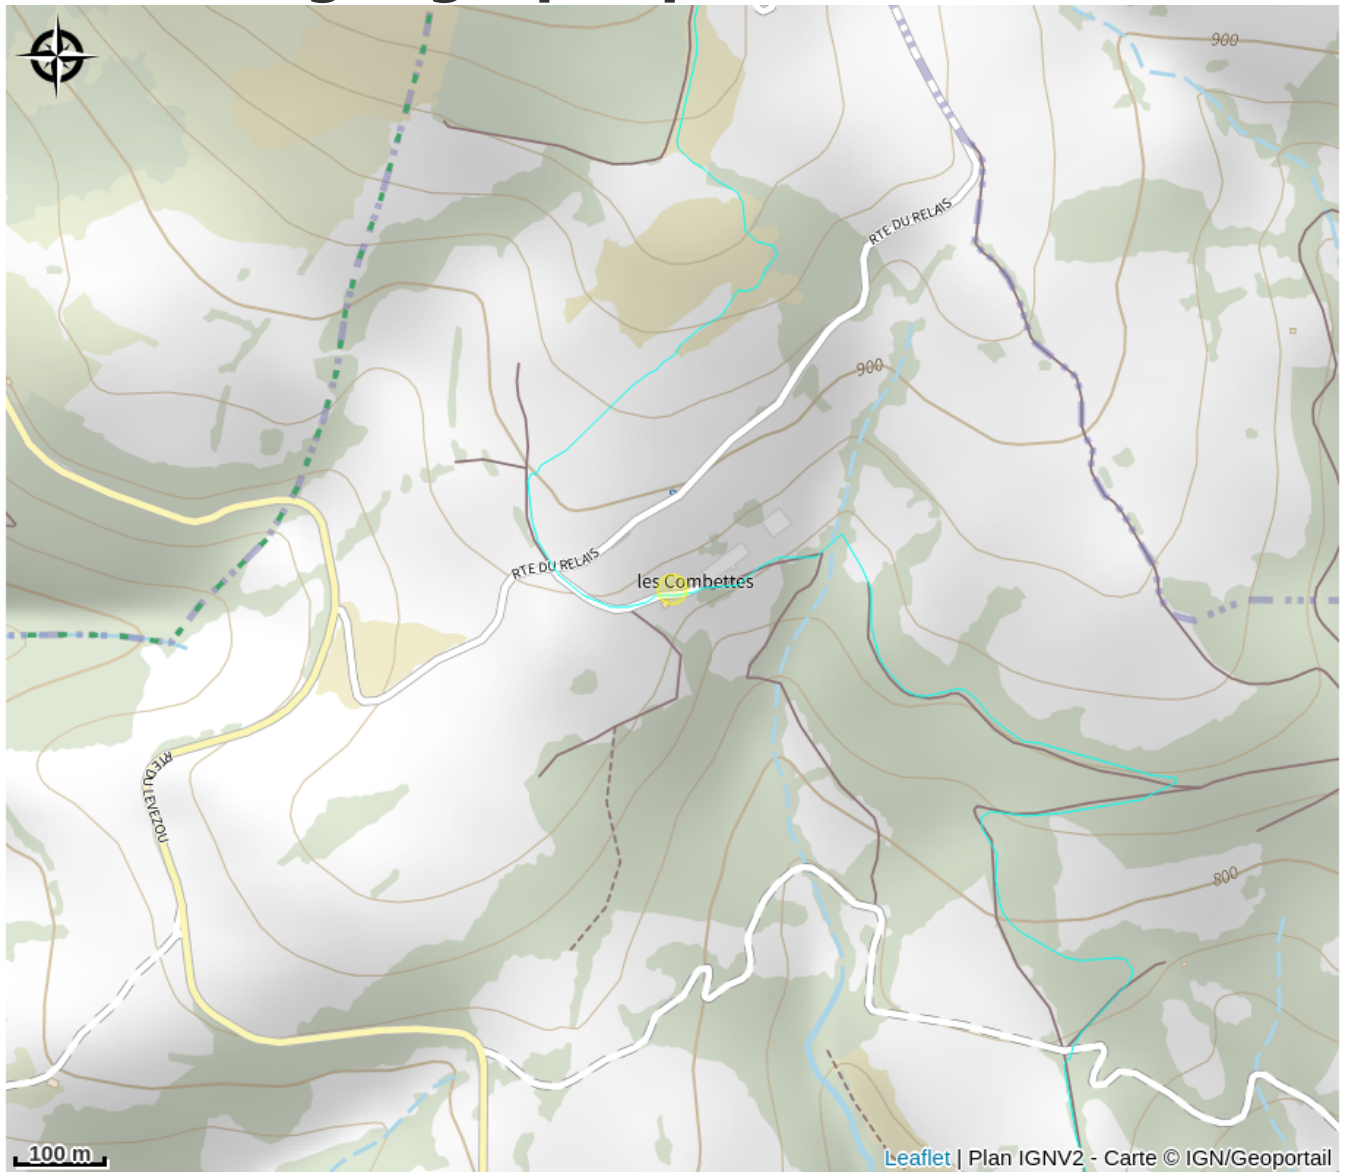 900
RTE DU RELAIS
900
RTE DU RELAIS
les Combettes
RTE DU LEVEZOU
800
100 m
Leaflet | Plan IGNV2 - Carte © IGN/Geoportail